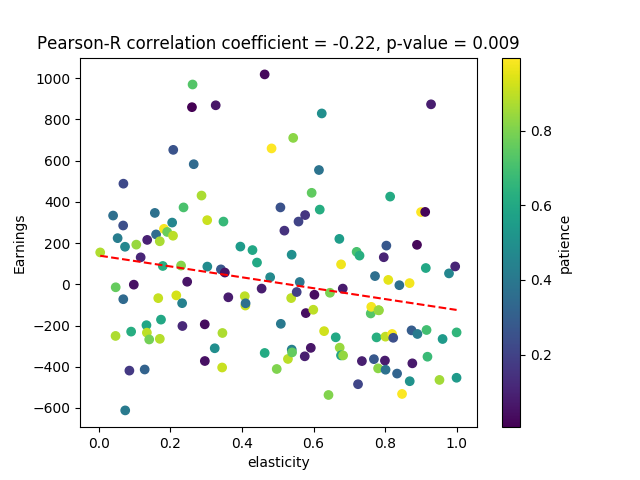 Pearson-R correlation coefficient = -0.22, p-value = 0.009
1000
800
600
400
200
0
−200
−400
−600
Earnings
0.0 0.2 0.4 0.6 0.8 1.0
elasticity
0.8
0.6
0.4
0.2
patience